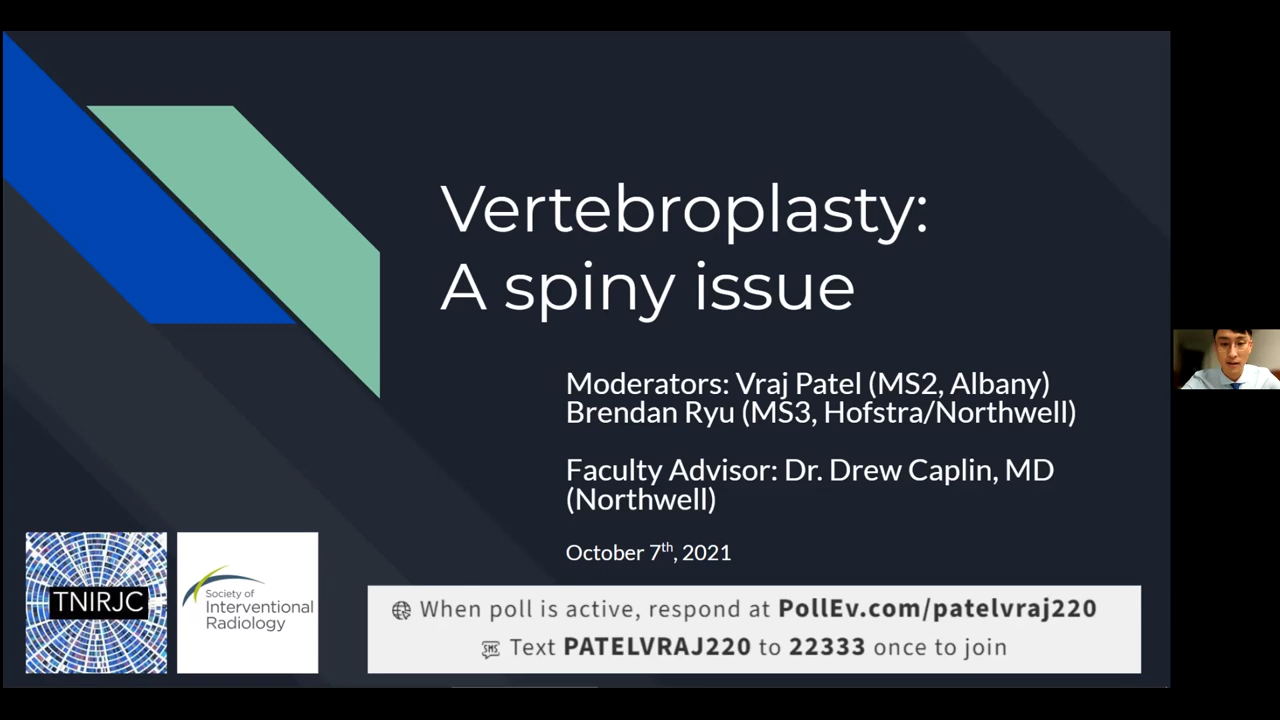 Vertebroplasty:
A spiny issue
Moderators: Vraj Patel (MS2, Albany)
Brendan Ryu (MS3, Hofstra/Northwell)
Faculty Advisor: Dr. Drew Caplin, MD
(Northwell)
October 7th, 2021
TNIRJC
Society of
Interventional
Radiology
When poll is active, respond at PollEv.com/patelvraj220
SMS
Text PATELVRAJ220 to 22333 once to join